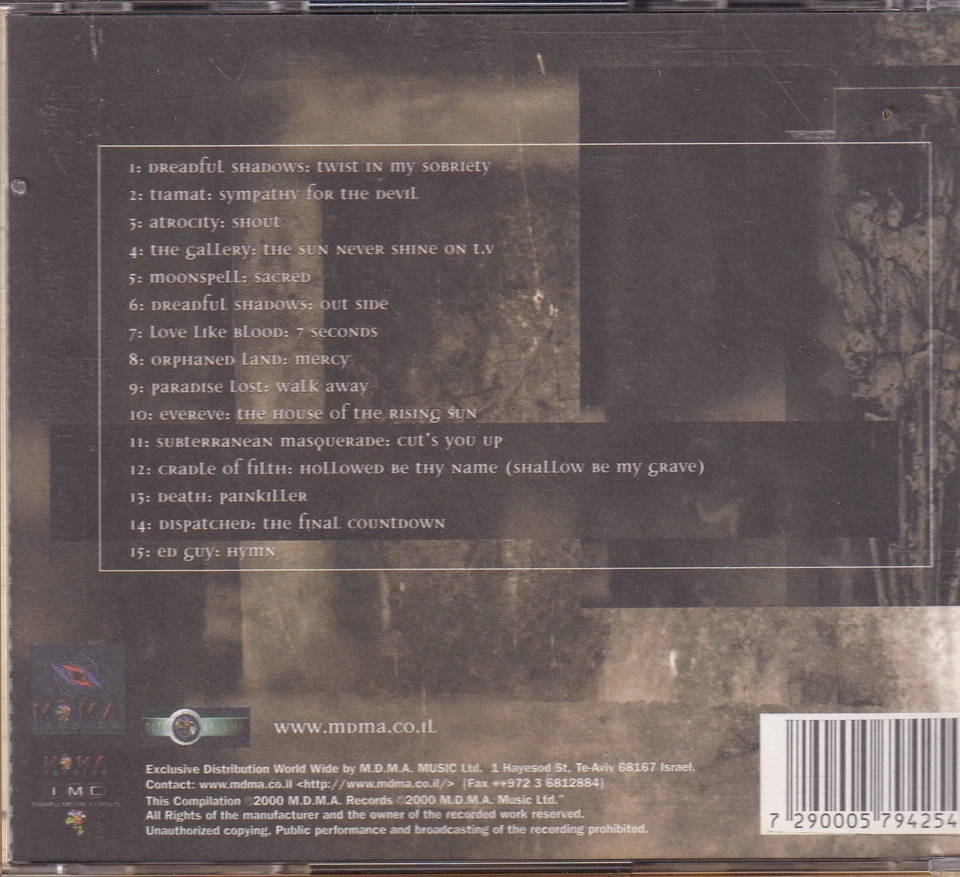 1: Dreadful Shadows: Twist in my Sobriety
2: Tiamat: Sympathy for the Devil
3: Atrocity: Shout
4: The Gallery: The Sun Never Shine on T.V
5: Moonspell: Sacred
6: Dreadful Shadows: Out Side
7: Love Like Blood: 7 Seconds
8: Orphaned Land: Mercy
9: Paradise Lost: Walk Away
10: Evereve: The House of the Rising Sun
11: Subterranean Masquerade: Cut's You Up
12: Cradle of Filth: Hollowed Be Thy Name (Shallow Be My Grave)
13: Death: Painkiller
14: Dispatched: The Final Countdown
15: Ed Guy: Hymn
MDMA
www.mdma.co.il
MDMA
IMC
Exclusive Distribution World Wide by M.D.M.A. MUSIC Ltd. 1 Hayesod St. Te-Aviv 68167 Israel.
Contact: www.mdma.co.il <http://www.mdma.co.il/> [Fax ++972 3 6812884]
This Compilation ©2000 M.D.M.A. Records ©2000 M.D.M.A. Music Ltd."
All Rights of the manufacturer and the owner of the recorded work reserved.
Unauthorized copying, Public performance and broadcasting of the recording prohibited.
7 290005 794254